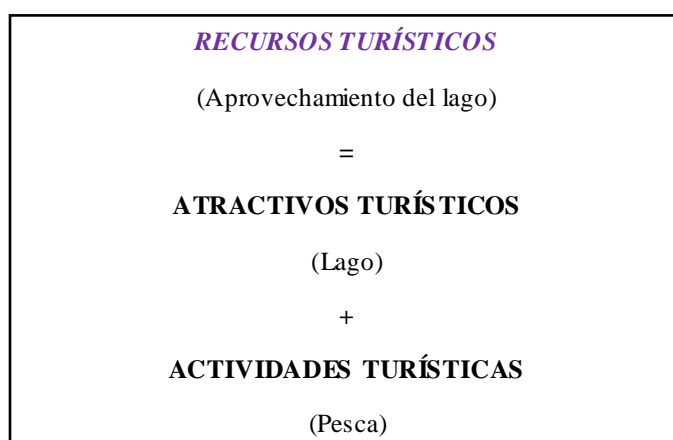 RECURSOS TURÍSTICOS
(Aprovechamiento del lago)
=
ATRACTIVOS TURÍSTICOS
(Lago)
+
ACTIVIDADES TURÍSTICAS
(Pesca)